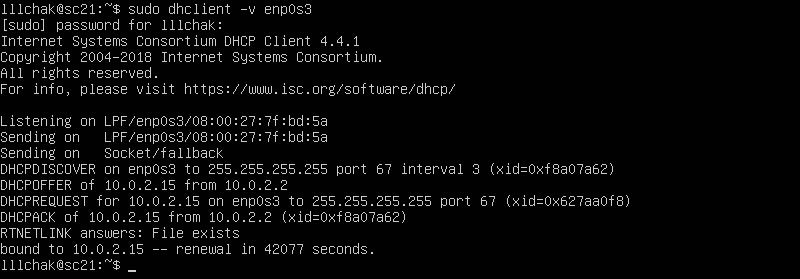 lllchak@sc21:~$ sudo dhclient -v enp0s3
[sudo] password for lllchak:
Internet Systems Consortium DHCP Client 4.4.1
Copyright 2004-2018 Internet Systems Consortium.
All rights reserved.
For info, please visit https://www.isc.org/software/dhcp/

Listening on LPF/enp0s3/08:00:27:7f:bd:5a
Sending on   LPF/enp0s3/08:00:27:7f:bd:5a
Sending on   Socket/fallback
DHCPDISCOVER on enp0s3 to 255.255.255.255 port 67 interval 3 (xid=0xf8a07a62)
DHCPOFFER of 10.0.2.15 from 10.0.2.2
DHCPREQUEST for 10.0.2.15 on enp0s3 to 255.255.255.255 port 67 (xid=0x627aa0f8)
DHCPACK of 10.0.2.15 from 10.0.2.2 (xid=0xf8a07a62)
RTNETLINK answers: File exists
bound to 10.0.2.15 -- renewal in 42077 seconds.
lllchak@sc21:~$ _